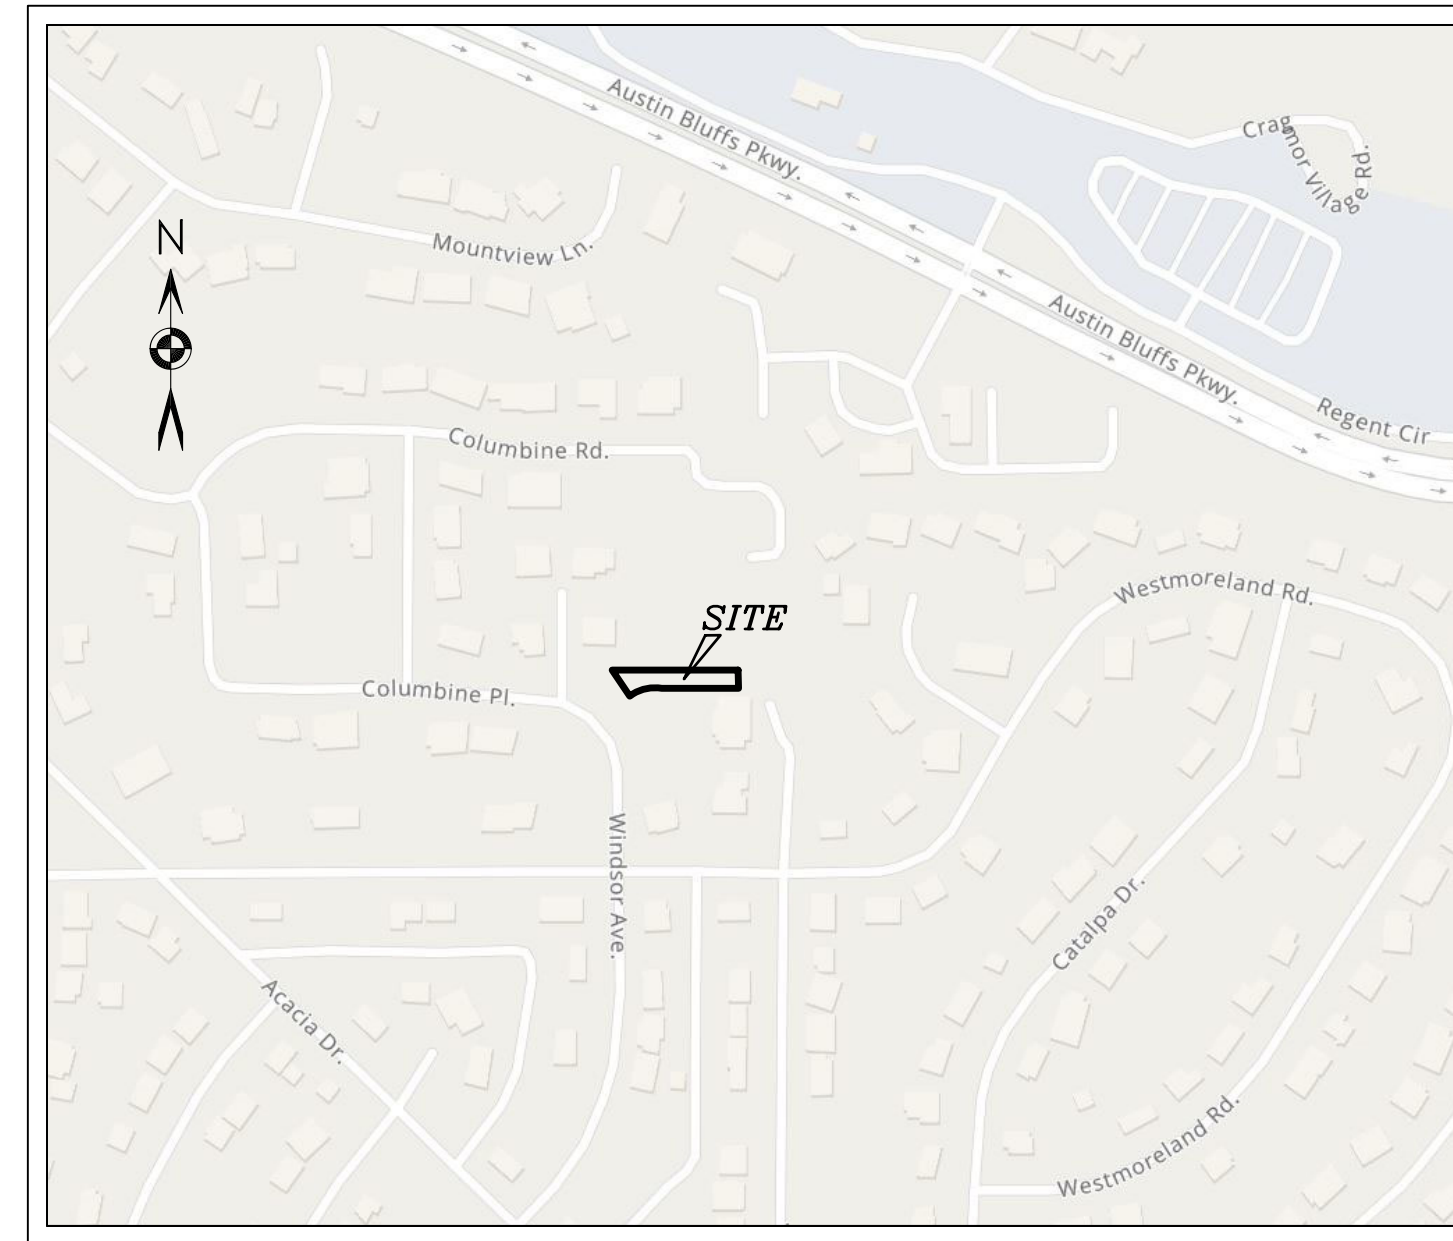 Austin Bluffs Pkwy.
Cragmor Village Rd.
N
Mountview Ln.
Austin Bluffs Pkwy.
Regent Cir
Columbine Rd.
Westmoreland Rd.
SITE
Columbine Pl.
Windsor Ave.
Catalpa Dr.
Acacia Dr.
Westmoreland Rd.